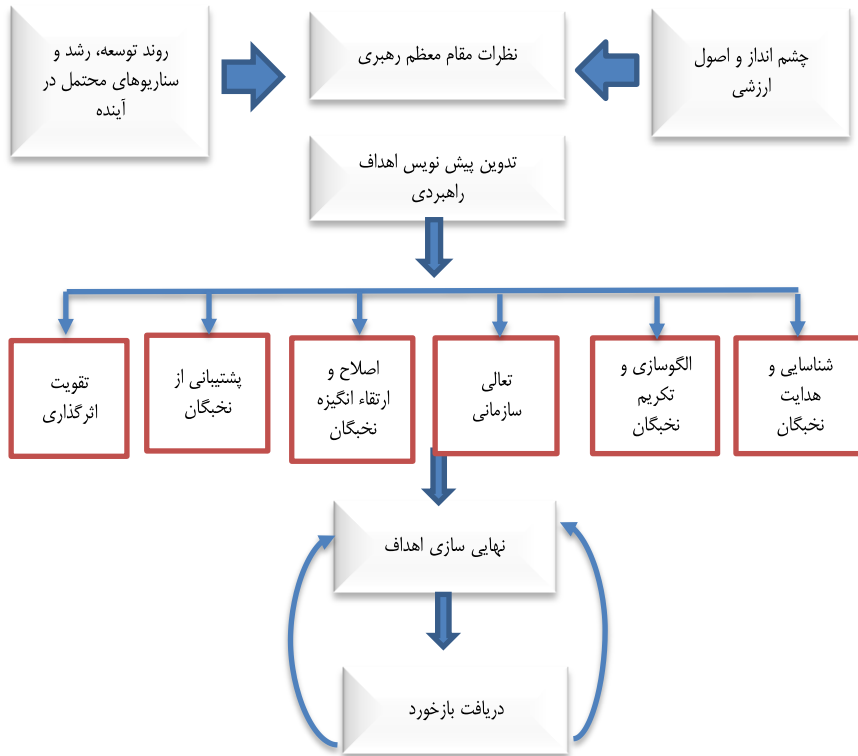 چشم انداز و اصول
ارزشی
نظرات مقام معظم رهبری
روند توسعه، رشد و
سناریوهای محتمل در
آینده
تدوین پیش نویس اهداف
راهبردی
شناسایی و
هدایت
نخبگان
الگوسازی و
تکریم
نخبگان
تعالی
سازمانی
اصلاح و
ارتقاء انگیزه
نخبگان
پشتیبانی از
نخبگان
تقویت
اثرگذاری
نهایی سازی اهداف
دریافت بازخورد